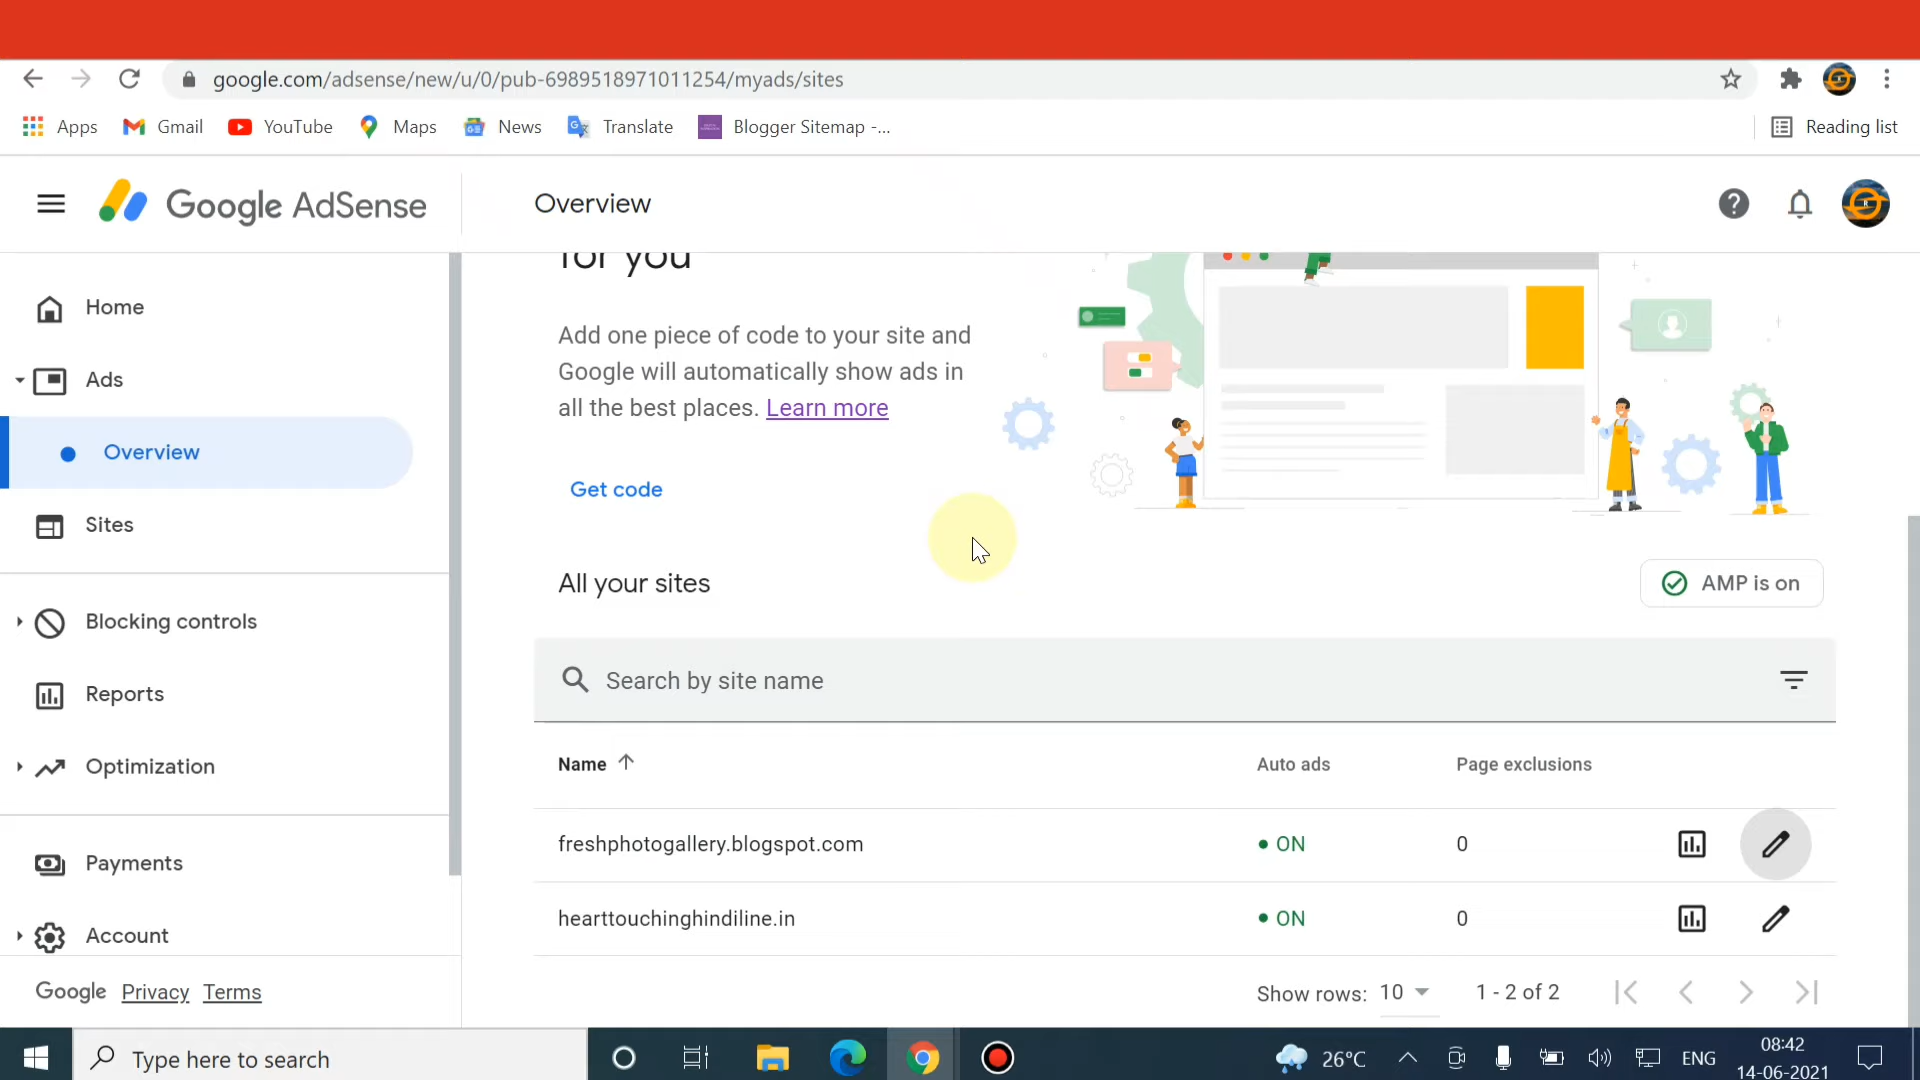 google.com/adsense/new/u/0/pub-6989518971011254/myads/sites
Apps Gmail YouTube Maps News Translate Blogger Sitemap -... Reading list
Google AdSense Overview
for you
Home
Add one piece of code to your site and
Google will automatically show ads in
all the best places. Learn more
Ads
Overview
Get code
Sites
All your sites AMP is on
Blocking controls
Search by site name
Reports
Name Auto ads Page exclusions
Optimization
freshphotogallery.blogspot.com ON 0
Payments
hearttouchinghindiline.in ON 0
Account
Google Privacy Terms
Show rows: 10 1 - 2 of 2
Type here to search 26°C ENG 08:42
14-06-2021